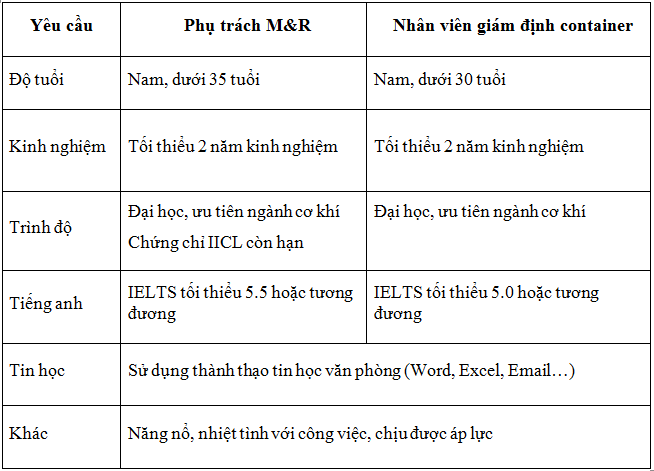 Yêu cầu
Phụ trách M&R
Nhân viên giám định container
Độ tuổi
Nam, dưới 35 tuổi
Nam, dưới 30 tuổi
Kinh nghiệm
Tối thiểu 2 năm kinh nghiệm
Tối thiểu 2 năm kinh nghiệm
Trình độ
Đại học, ưu tiên ngành cơ khí
Chứng chỉ IICL còn hạn
Đại học, ưu tiên ngành cơ khí
Tiếng anh
IELTS tối thiểu 5.5 hoặc tương
đương
IELTS tối thiểu 5.0 hoặc tương
đương
Tin học
Sử dụng thành thạo tin học văn phòng (Word, Excel, Email…)
Khác
Năng nổ, nhiệt tình với công việc, chịu được áp lực